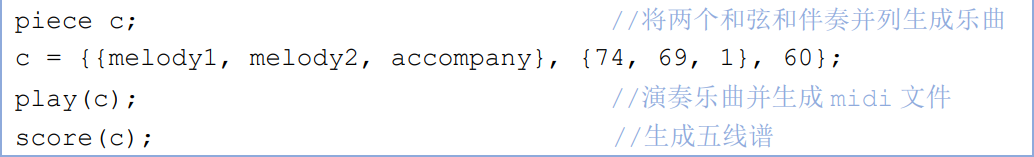 piece c; //将两个和弦和伴奏并列生成乐曲
c = {{melody1, melody2, accompany}, {74, 69, 1}, 60};
play(c); //演奏乐曲并生成 midi 文件
score(c); //生成五线谱